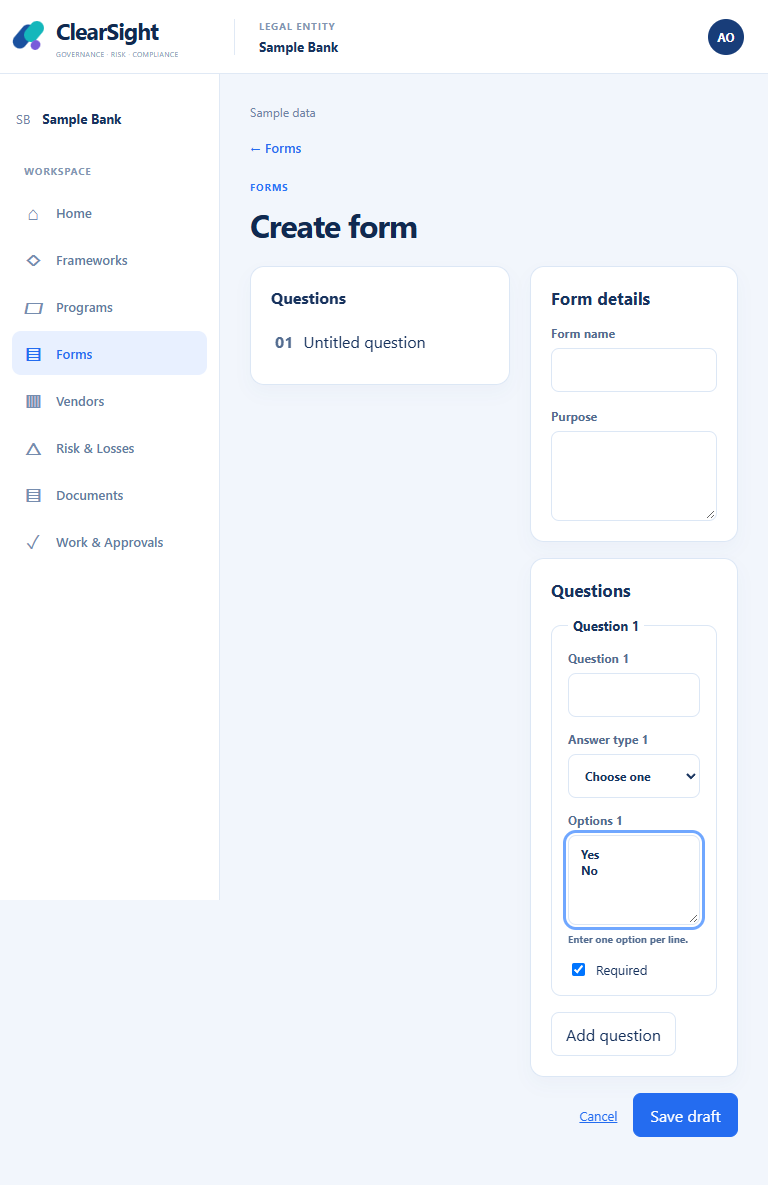 ClearSight
GOVERNANCE · RISK · COMPLIANCE
LEGAL ENTITY
Sample Bank
AO
SB Sample Bank
WORKSPACE
Home
Frameworks
Programs
Forms
Vendors
Risk & Losses
Documents
Work & Approvals
Sample data
← Forms
FORMS
Create form
Questions
01 Untitled question
Form details
Form name
Purpose
Questions
Question 1
Question 1
Answer type 1
Choose one
Options 1
Yes
No
Enter one option per line.
Required
Add question
Cancel
Save draft